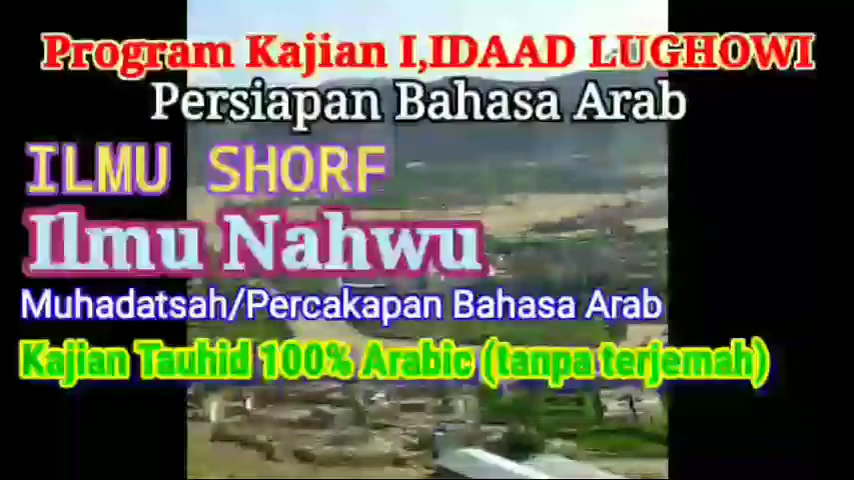 Program Kajian I,IDAAD LUGHOWI
Persiapan Bahasa Arab
ILMU SHORF
Ilmu Nahwu
Muhadatsah/Percakapan Bahasa Arab
Kajian Tauhid 100% Arabic (tanpa terjemah)